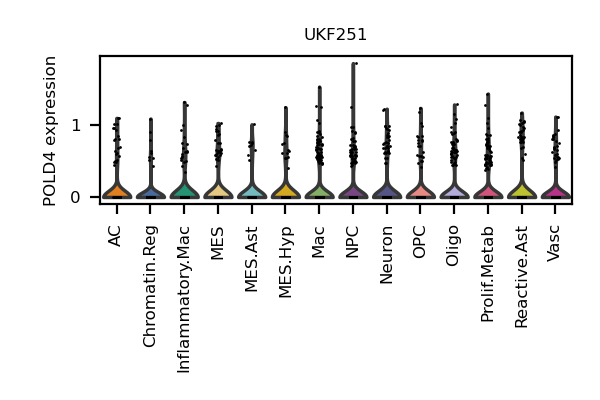 UKF251
POLD4 expression
1
0
AC
Chromatin.Reg
Inflammatory.Mac
MES
MES.Ast
MES.Hyp
Mac
NPC
Neuron
OPC
Oligo
Prolif.Metab
Reactive.Ast
Vasc